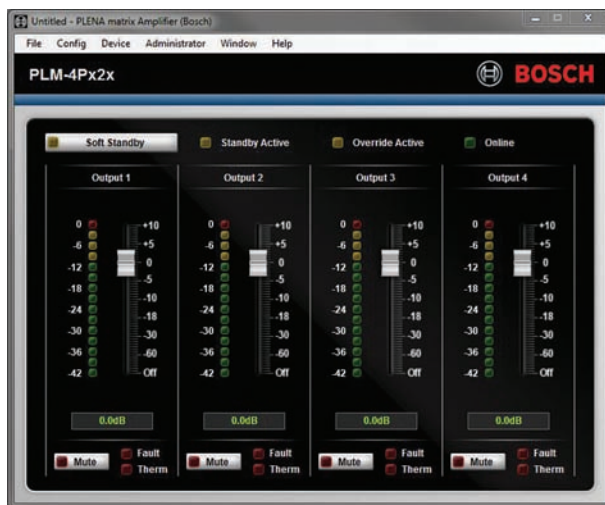 Untitled - PLENA matrix Amplifier (Bosch)
File Config Device Administrator Window Help
PLM-4Px2x
BOSCH
Soft Standby Standby Active Override Active Online
Output 1 Output 2 Output 3 Output 4
0 +10 0 +10 0 +10 0 +10
-6 +5 -6 +5 -6 +5 -6 +5
0 0 0 0
-12 -5 -12 -5 -12 -5 -12 -5
-18 -10 -18 -10 -18 -10 -18 -10
-24 -18 -24 -18 -24 -18 -24 -18
-30 -30 -30 -30 -30 -30 -30 -30
-36 -60 -36 -60 -36 -60 -36 -60
-42 Off -42 Off -42 Off -42 Off
0.0dB 0.0dB 0.0dB 0.0dB
Mute Fault Mute Fault Mute Fault Mute Fault
Therm Therm Therm Therm